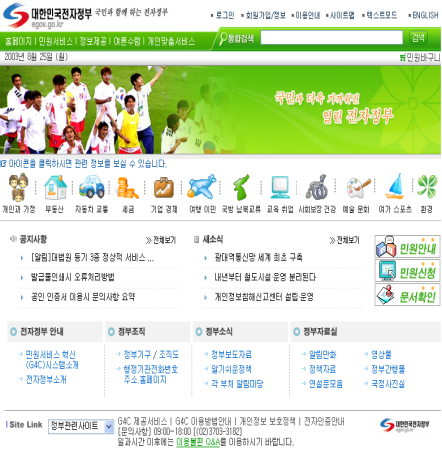 대한민국전자정부 국민과 함께 하는 전자정부
egov.go.kr
로그인 회원가입/정보 이용안내 사이트맵 텍스트모드 ENGLISH
홈페이지 | 민원서비스 | 정보제공 | 여론수렴 | 개인맞춤서비스
통합검색 검색
2003년 8월 25일 (월)
민원바구니
국민과 더욱 가까워진
열린 전자정부
아이콘을 클릭하시면 관련 정보를 보실 수 있습니다.
개인과 가정 부동산 자동차 교통 세금 기업 경제 여행 이민 국방 남북교류 교육 취업 사회보장 건강 예술 문화 여가 스포츠 환경
공지사항 전체보기
[알림]대법원 등기 3종 정상적 서비스 ...
발급불인쇄시 오류처리방법
공인 인증서 이용시 문의사항 요약
새소식 전체보기
광대역통신망 세계 최초 구축
내년부터 철도시설·운영 분리된다
개인정보침해신고센터 설립·운영
민원안내
민원신청
문서확인
전자정부 안내
민원서비스 혁신
(G4C)시스템소개
전자정부소개
정부조직
정부기구 / 조직도
행정기관전화번호
주소,홈페이지
정부소식
정부보도자료
알기쉬운정책
각 부처 알림마당
정부자료실
알림만화 영상물
정책자료 정부간행물
연설문모음 국정사진실
Site Link 정부관련사이트
G4C 제공서비스 | G4C 이용방법안내 | 개인정보 보호정책 | 전자인증안내
[문의사항] 09:00~18:00 [(02)3703-3182]
일과시간 이후에는 이용불편 Q&A를 이용하시기 바랍니다.
대한민국전자정부
egov.go.kr